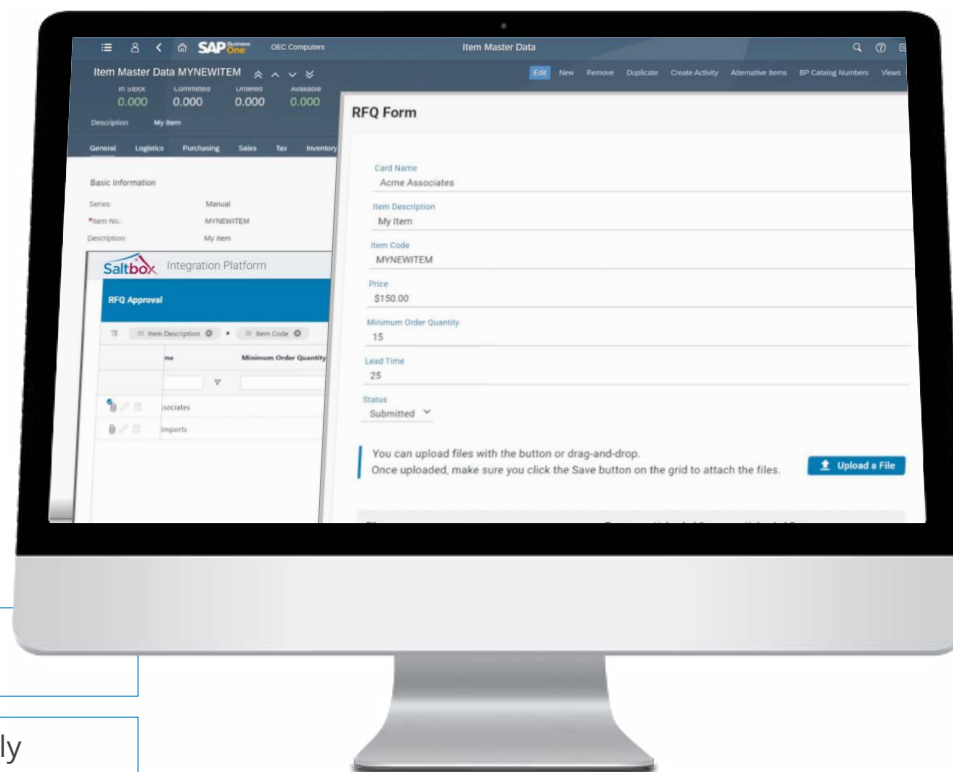 SAP Business One OEC Computers Item Master Data
Item Master Data MYNEWITEM
Edit New Remove Duplicate Create Activity Alternative Items BP Catalog Numbers Views
In Stock Committed Ordered Available
0.000 0.000 0.000 0.000
Description My Item
General Logistics Purchasing Sales Tax Inventory
Basic Information
Series: Manual
*Item No.: MYNEWITEM
Description: My Item
Saltbox Integration Platform
RFQ Approval
Item Description Item Code
me Minimum Order Quantity
ssociates
Imports
RFQ Form
Card Name
Acme Associates
Item Description
My Item
Item Code
MYNEWITEM
Price
$150.00
Minimum Order Quantity
15
Lead Time
25
Status
Submitted
You can upload files with the button or drag-and-drop.
Once uploaded, make sure you click the Save button on the grid to attach the files.
Upload a File
ly